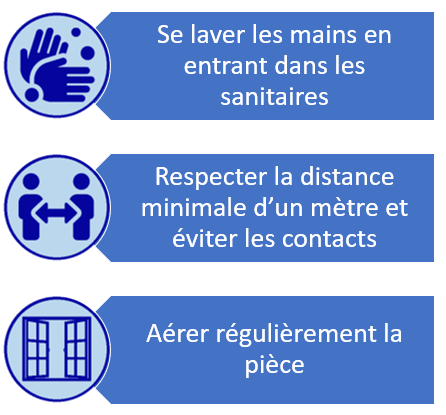 Se laver les mains en
entrant dans les
sanitaires
Respecter la distance
minimale d’un mètre et
éviter les contacts
Aérer régulièrement la
pièce